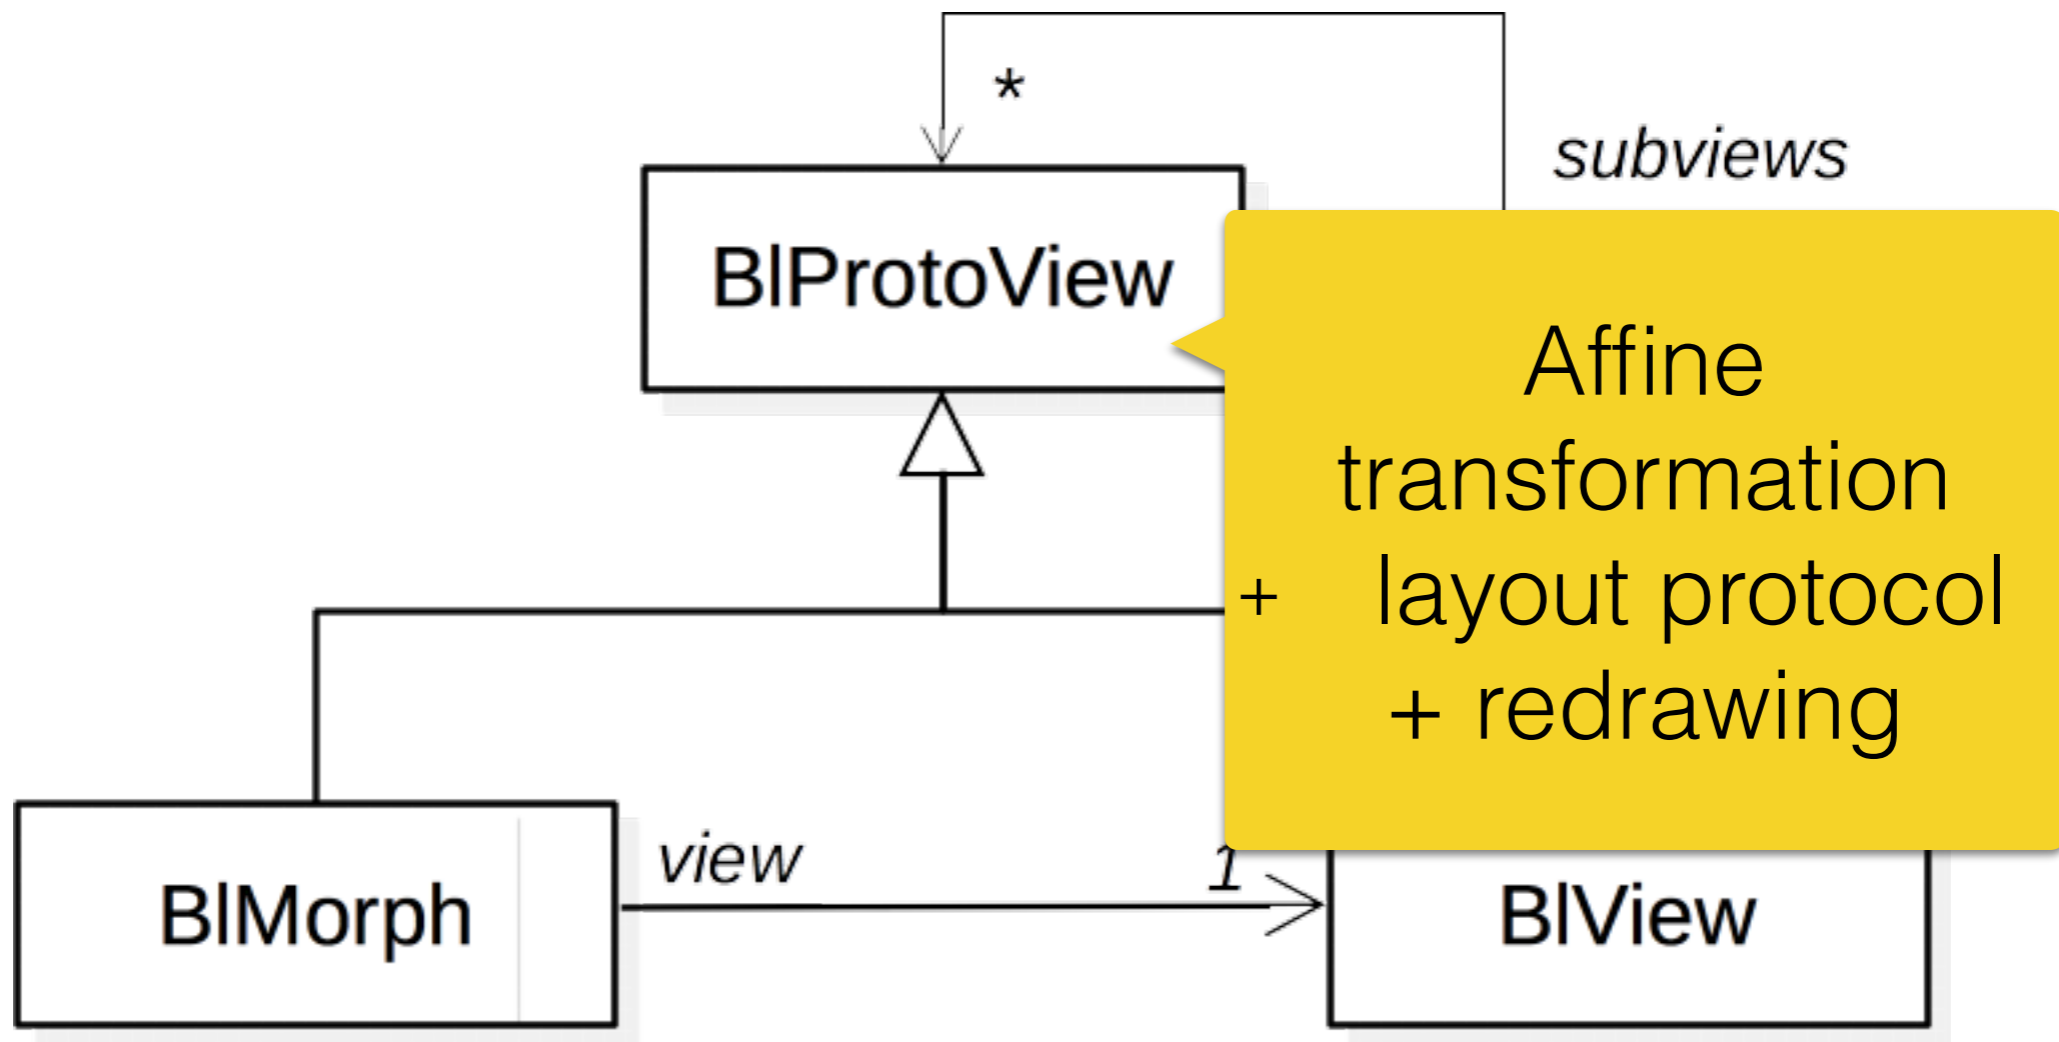 *
subviews
BlProtoView
Affine
transformation
+ layout protocol
+ redrawing
view
1
BlMorph
BlView